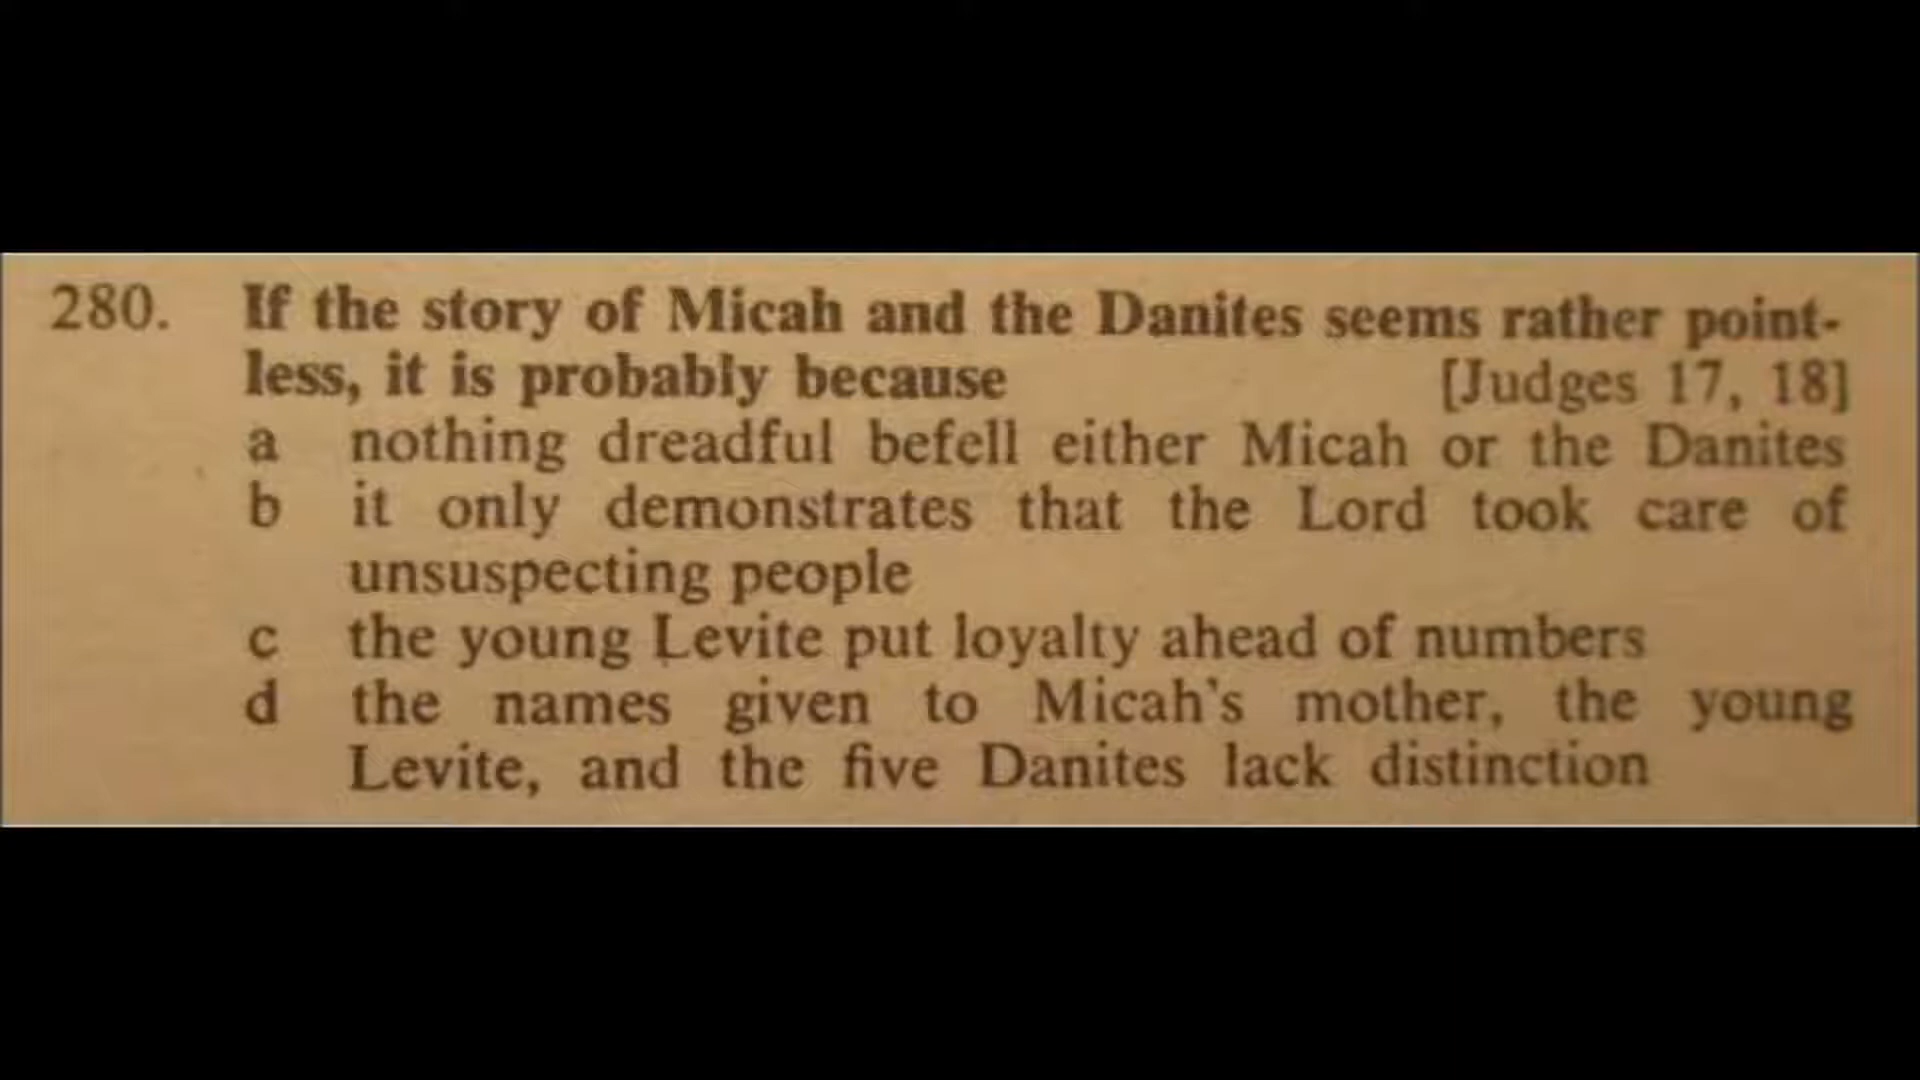 280. If the story of Micah and the Danites seems rather point-
less, it is probably because [Judges 17, 18]
a nothing dreadful befell either Micah or the Danites
b it only demonstrates that the Lord took care of
unsuspecting people
c the young Levite put loyalty ahead of numbers
d the names given to Micah's mother, the young
Levite, and the five Danites lack distinction